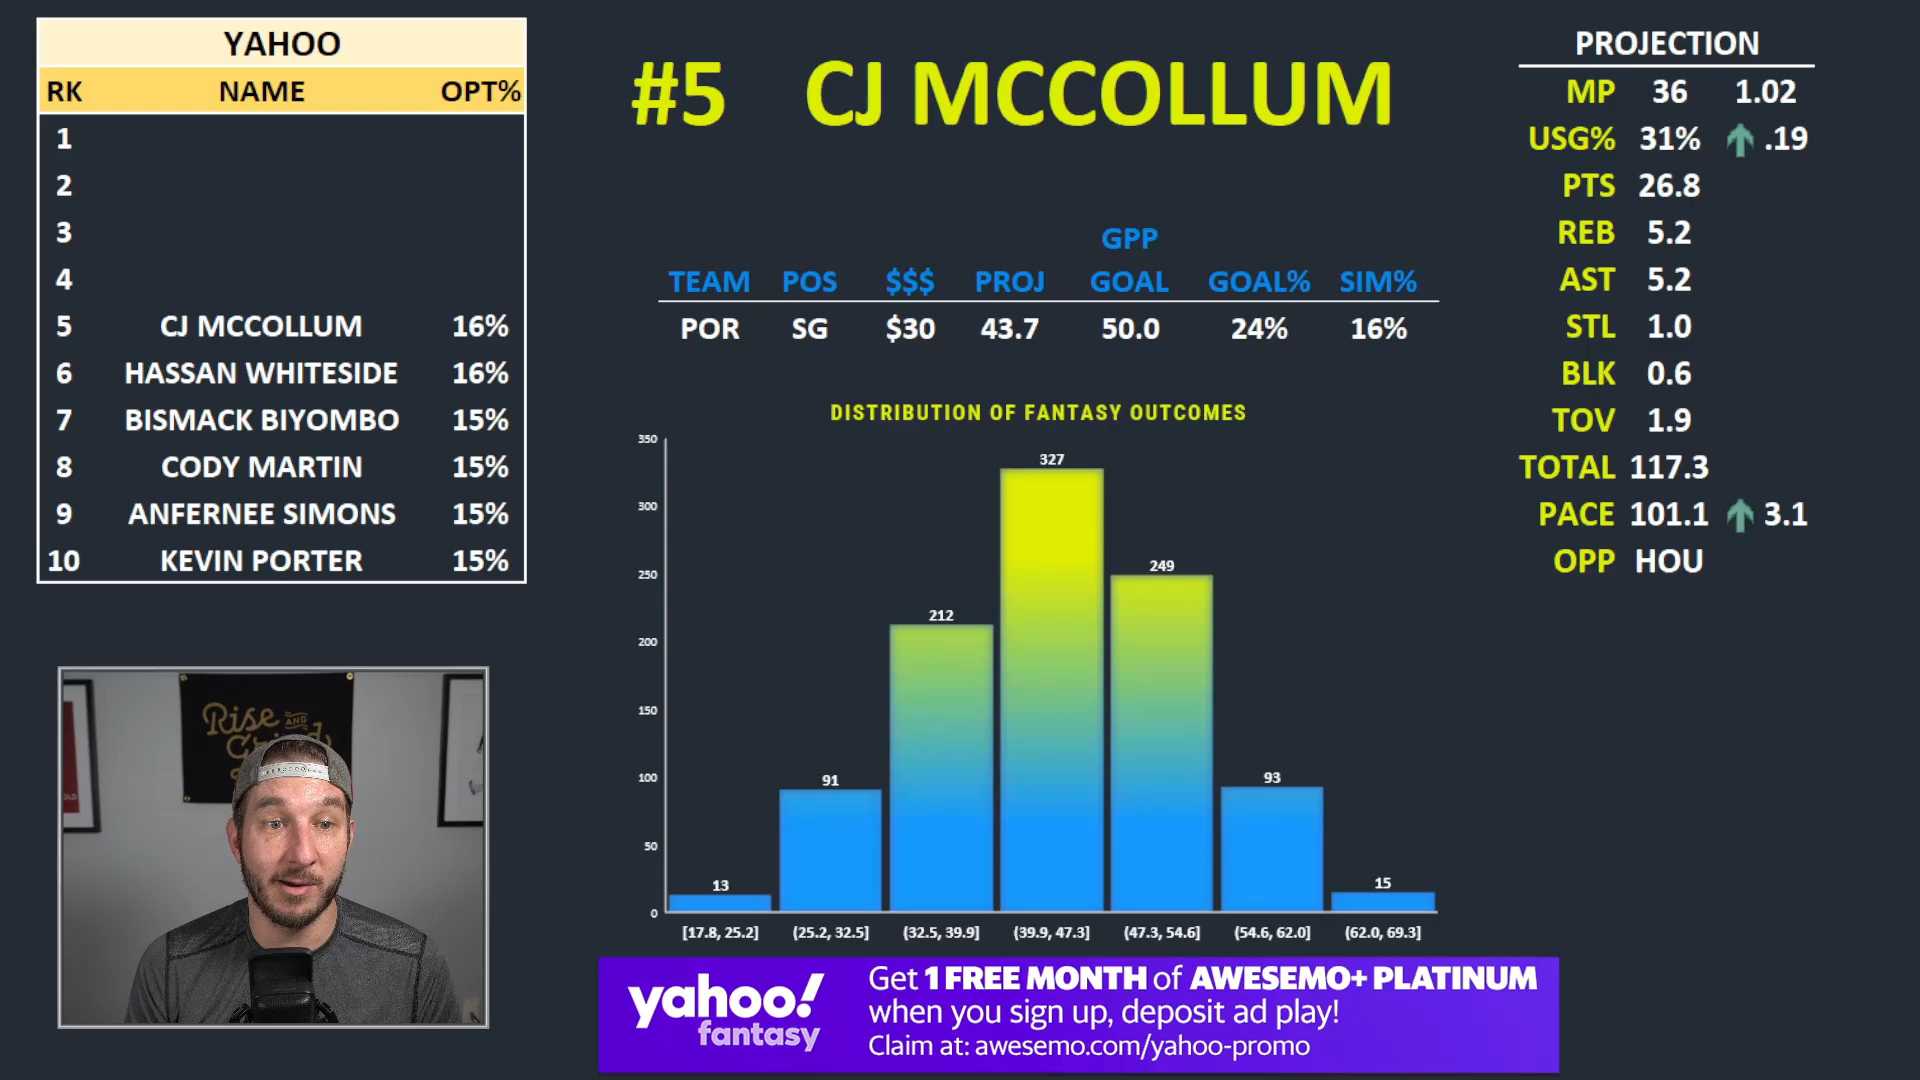 YAHOO
RK NAME OPT%
1
2
3
4
5 CJ MCCOLLUM 16%
6 HASSAN WHITESIDE 16%
7 BISMACK BIYOMBO 15%
8 CODY MARTIN 15%
9 ANFERNEE SIMONS 15%
10 KEVIN PORTER 15%
#5 CJ MCCOLLUM
GPP
TEAM POS $$$ PROJ GOAL GOAL% SIM%
POR SG $30 43.7 50.0 24% 16%
DISTRIBUTION OF FANTASY OUTCOMES
350
300
250
200
150
100
50
0
13
91
212
327
249
93
15
[17.8, 25.2] (25.2, 32.5] (32.5, 39.9] (39.9, 47.3] (47.3, 54.6] (54.6, 62.0] (62.0, 69.3]
PROJECTION
MP 36 1.02
USG% 31% .19
PTS 26.8
REB 5.2
AST 5.2
STL 1.0
BLK 0.6
TOV 1.9
TOTAL 117.3
PACE 101.1 3.1
OPP HOU
Rise AND
yahoo!
fantasy
Get 1 FREE MONTH of AWESEMO+ PLATINUM
when you sign up, deposit ad play!
Claim at: awesemo.com/yahoo-promo